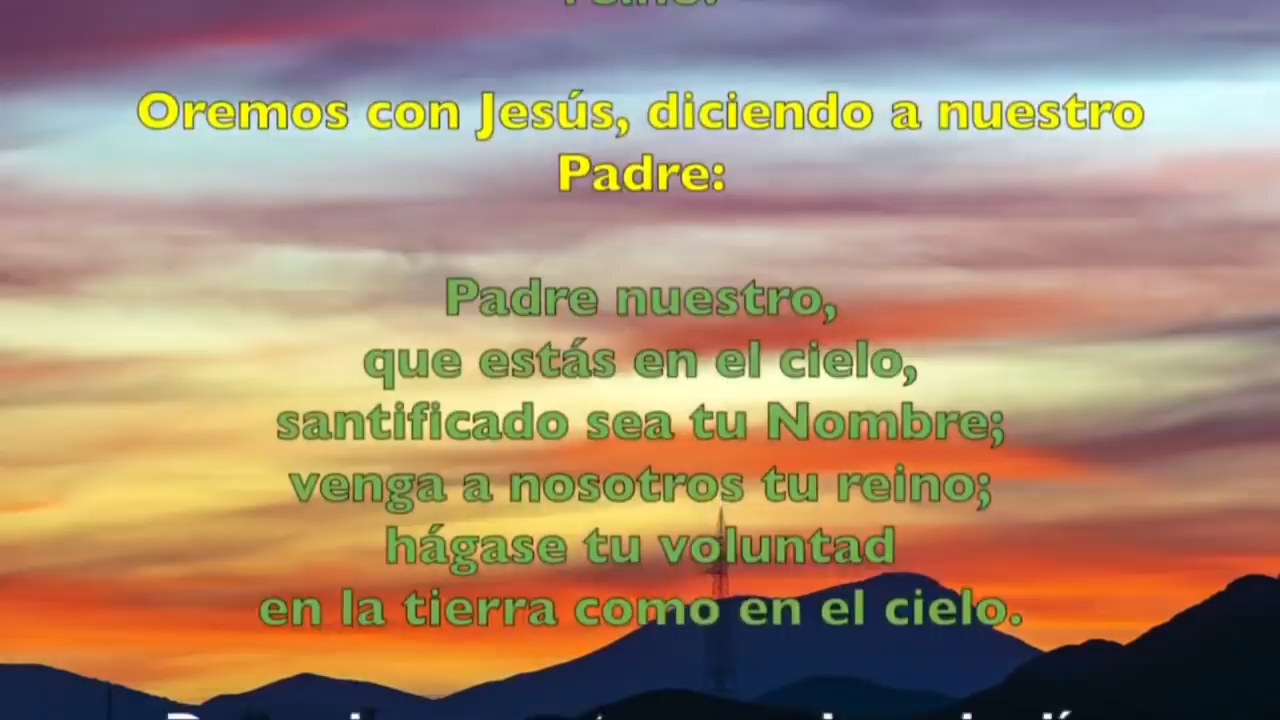 Oremos con Jesús, diciendo a nuestro
Padre:
Padre nuestro,
que estás en el cielo,
santificado sea tu Nombre;
venga a nosotros tu reino;
hágase tu voluntad
en la tierra como en el cielo.